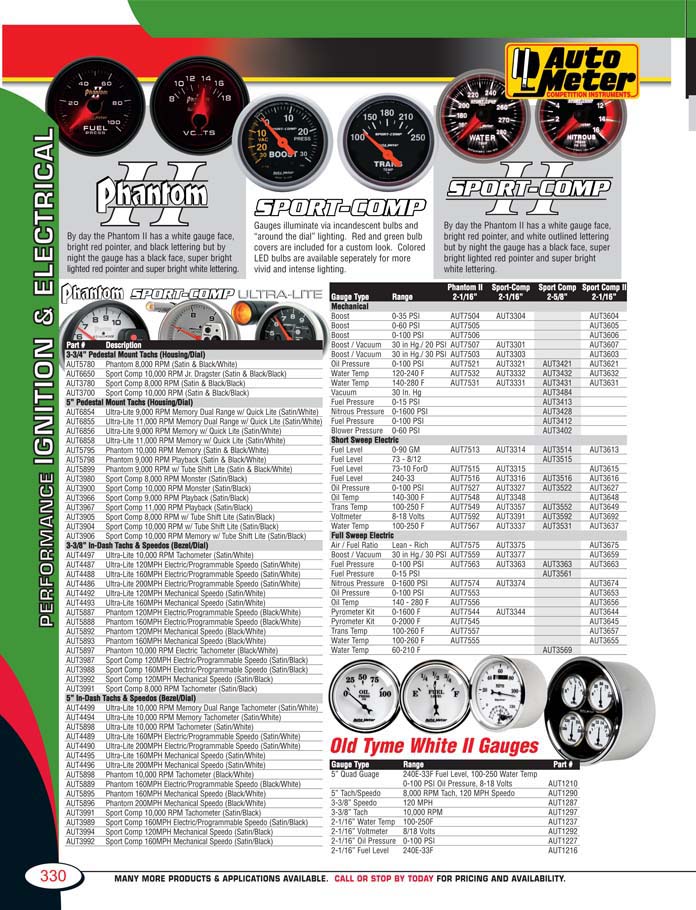 Auto
Meter
COMPETITION INSTRUMENTS
PERFORMANCE IGNITION & ELECTRICAL
Phantom II
By day the Phantom II has a white gauge face,
bright red pointer, and black lettering but by
night the gauge has a black face, super bright
lighted red pointer and super bright white lettering.
SPORT-COMP
Gauges illuminate via incandescent bulbs and
“around the dial” lighting. Red and green bulb
covers are included for a custom look. Colored
LED bulbs are available seperately for more
vivid and intense lighting.
SPORT-COMP II
By day the Phantom II has a white gauge face,
bright red pointer, and white outlined lettering
but by night the gauge has a black face, super
bright lighted red pointer and super bright
white lettering.
Phantom SPORT-COMP ULTRA-LITE
Part # Description
3-3/4" Pedestal Mount Tachs (Housing/Dial)
AUT5780 Phantom 8,000 RPM (Satin & Black/White)
AUT6650 Sport Comp 10,000 RPM Jr. Dragster (Satin & Black/Black)
AUT3780 Sport Comp 8,000 RPM (Satin & Black/Black)
AUT3700 Sport Comp 10,000 RPM (Satin & Black/Black)
5" Pedestal Mount Tachs (Housing/Dial)
AUT6854 Ultra-Lite 9,000 RPM Memory Dual Range w/ Quick Lite (Satin/White)
AUT6855 Ultra-Lite 11,000 RPM Memory Dual Range w/ Quick Lite (Satin/White)
AUT6856 Ultra-Lite 9,000 RPM Memory w/ Quick Lite (Satin/White)
AUT6858 Ultra-Lite 11,000 RPM Memory w/ Quick Lite (Satin/White)
AUT5795 Phantom 10,000 RPM Memory (Satin & Black/White)
AUT5798 Phantom 9,000 RPM Playback (Satin & Black/White)
AUT5899 Phantom 9,000 RPM w/ Tube Shift Lite (Satin & Black/White)
AUT3980 Sport Comp 8,000 RPM Monster (Satin/Black)
AUT3900 Sport Comp 10,000 RPM Monster (Satin/Black)
AUT3966 Sport Comp 9,000 RPM Playback (Satin/Black)
AUT3967 Sport Comp 11,000 RPM Playback (Satin/Black)
AUT3905 Sport Comp 8,000 RPM w/ Tube Shift Lite (Satin/Black)
AUT3904 Sport Comp 10,000 RPM w/ Tube Shift Lite (Satin/Black)
AUT3906 Sport Comp 10,000 RPM Memory w/ Tube Shift Lite (Satin/Black)
3-3/8" In-Dash Tachs & Speedos (Bezel/Dial)
AUT4497 Ultra-Lite 10,000 RPM Tachometer (Satin/White)
AUT4487 Ultra-Lite 120MPH Electric/Programmable Speedo (Satin/White)
AUT4488 Ultra-Lite 160MPH Electric/Programmable Speedo (Satin/White)
AUT4486 Ultra-Lite 200MPH Electric/Programmable Speedo (Satin/White)
AUT4492 Ultra-Lite 120MPH Mechanical Speedo (Satin/White)
AUT4493 Ultra-Lite 160MPH Mechanical Speedo (Satin/White)
AUT5887 Phantom 120MPH Electric/Programmable Speedo (Black/White)
AUT5888 Phantom 160MPH Electric/Programmable Speedo (Black/White)
AUT5892 Phantom 120MPH Mechanical Speedo (Black/White)
AUT5893 Phantom 160MPH Mechanical Speedo (Black/White)
AUT5897 Phantom 10,000 RPM Electric Tachometer (Black/White)
AUT3987 Sport Comp 120MPH Electric/Programmable Speedo (Satin/Black)
AUT3988 Sport Comp 160MPH Electric/Programmable Speedo (Satin/Black)
AUT3992 Sport Comp 120MPH Mechanical Speedo (Satin/Black)
AUT3991 Sport Comp 8,000 RPM Tachometer (Satin/Black)
5" In-Dash Tachs & Speedos (Bezel/Dial)
AUT4499 Ultra-Lite 10,000 RPM Memory Dual Range Tachometer (Satin/White)
AUT4494 Ultra-Lite 10,000 RPM Memory Tachometer (Satin/White)
AUT5898 Ultra-Lite 10,000 RPM Tachometer (Satin/White)
AUT4489 Ultra-Lite 160MPH Electric/Programmable Speedo (Satin/White)
AUT4490 Ultra-Lite 200MPH Electric/Programmable Speedo (Satin/White)
AUT4495 Ultra-Lite 160MPH Mechanical Speedo (Satin/White)
AUT4496 Ultra-Lite 200MPH Mechanical Speedo (Satin/White)
AUT5898 Phantom 10,000 RPM Tachometer (Black/White)
AUT5889 Phantom 160MPH Electric/Programmable Speedo (Black/White)
AUT5895 Phantom 160MPH Mechanical Speedo (Black/White)
AUT5896 Phantom 200MPH Mechanical Speedo (Black/White)
AUT3991 Sport Comp 10,000 RPM Tachometer (Satin/Black)
AUT3989 Sport Comp 160MPH Electric/Programmable Speedo (Satin/Black)
AUT3994 Sport Comp 120MPH Mechanical Speedo (Satin/Black)
AUT3992 Sport Comp 160MPH Mechanical Speedo (Satin/Black)
Phantom II Sport-Comp Sport Comp Sport Comp II
Gauge Type Range 2-1/16" 2-1/16" 2-5/8" 2-1/16"
Mechanical
Boost 0-35 PSI AUT7504 AUT3304 AUT3604
Boost 0-60 PSI AUT7505 AUT3605
Boost 0-100 PSI AUT7506 AUT3606
Boost / Vacuum 30 in Hg / 20 PSI AUT7507 AUT3301 AUT3607
Boost / Vacuum 30 in Hg / 30 PSI AUT7503 AUT3303 AUT3603
Oil Pressure 0-100 PSI AUT7521 AUT3321 AUT3421 AUT3621
Water Temp 120-240 F AUT7532 AUT3332 AUT3432 AUT3632
Water Temp 140-280 F AUT7531 AUT3331 AUT3431 AUT3631
Vacuum 30 In. Hg AUT3484
Fuel Pressure 0-15 PSI AUT3413
Nitrous Pressure 0-1600 PSI AUT3428
Fuel Pressure 0-100 PSI AUT3412
Blower Pressure 0-60 PSI AUT3402
Short Sweep Electric
Fuel Level 0-90 GM AUT7513 AUT3314 AUT3514 AUT3613
Fuel Level 73 - 8/12 AUT3515
Fuel Level 73-10 ForD AUT7515 AUT3315 AUT3615
Fuel Level 240-33 AUT7516 AUT3316 AUT3516 AUT3616
Oil Pressure 0-100 PSI AUT7527 AUT3327 AUT3522 AUT3627
Oil Temp 140-300 F AUT7548 AUT3348 AUT3648
Trans Temp 100-250 F AUT7549 AUT3357 AUT3552 AUT3649
Voltmeter 8-18 Volts AUT7592 AUT3391 AUT3592 AUT3692
Water Temp 100-250 F AUT7567 AUT3337 AUT3531 AUT3637
Full Sweep Electric
Air / Fuel Ratio Lean - Rich AUT7575 AUT3375 AUT3675
Boost / Vacuum 30 in Hg / 30 PSI AUT7559 AUT3377 AUT3659
Fuel Pressure 0-100 PSI AUT7563 AUT3363 AUT3363 AUT3663
Fuel Pressure 0-15 PSI AUT3561
Nitrous Pressure 0-1600 PSI AUT7574 AUT3374 AUT3674
Oil Pressure 0-100 PSI AUT7553 AUT3653
Oil Temp 140 - 280 F AUT7556 AUT3656
Pyrometer Kit 0-1600 F AUT7544 AUT3344 AUT3644
Pyrometer Kit 0-2000 F AUT7545 AUT3645
Trans Temp 100-260 F AUT7557 AUT3657
Water Temp 100-260 F AUT7555 AUT3655
Water Temp 60-210 F AUT3569
Old Tyme White II Gauges
Gauge Type Range Part #
5" Quad Guage 240E-33F Fuel Level, 100-250 Water Temp
0-100 PSI Oil Pressure, 8-18 Volts AUT1210
5" Tach/Speedo 8,000 RPM Tach, 120 MPH Speedo AUT1290
3-3/8" Speedo 120 MPH AUT1287
3-3/8" Tach 10,000 RPM AUT1297
2-1/16" Water Temp 100-250F AUT1237
2-1/16" Voltmeter 8/18 Volts AUT1292
2-1/16" Oil Pressure 0-100 PSI AUT1227
2-1/16" Fuel Level 240E-33F AUT1216
330
MANY MORE PRODUCTS & APPLICATIONS AVAILABLE. CALL OR STOP BY TODAY FOR PRICING AND AVAILABILITY.